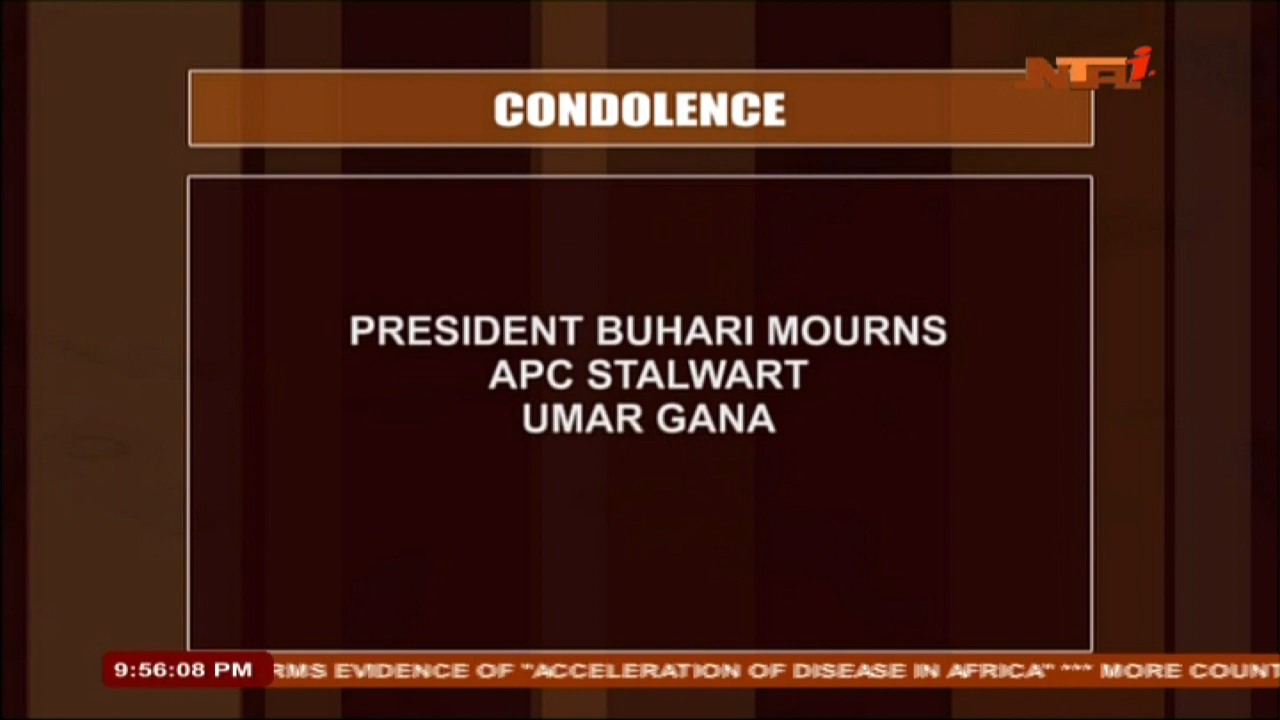 NTAi
CONDOLENCE
PRESIDENT BUHARI MOURNS
APC STALWART
UMAR GANA
9:56:08 PM
EVIDENCE OF "ACCELERATION OF DISEASE IN AFRICA" *** MORE